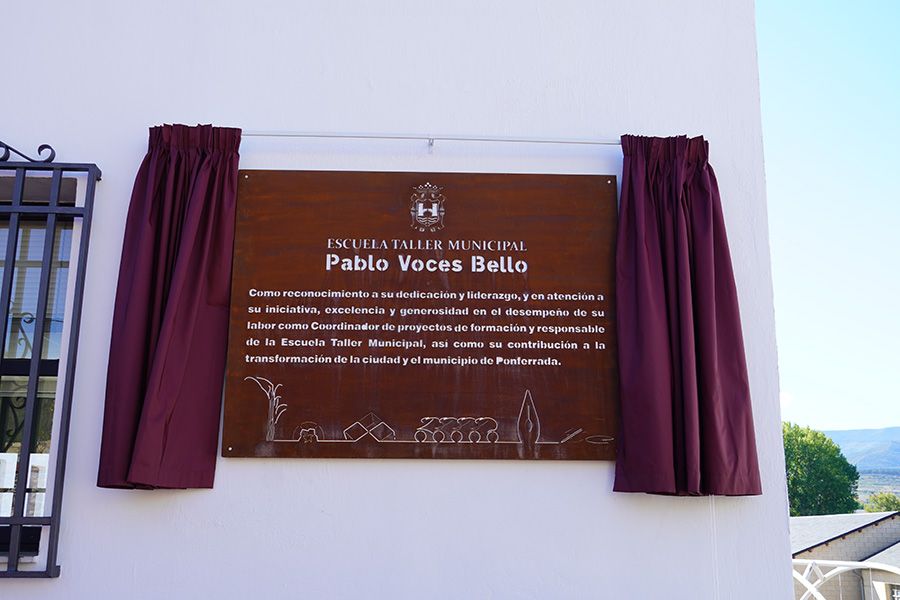 ESCUELA TALLER MUNICIPAL
Pablo Voces Bello
Como reconocimiento a su dedicación y liderazgo, y en atención a
su iniciativa, excelencia y generosidad en el desempeño de su
labor como Coordinador de proyectos de formación y responsable
de la Escuela Taller Municipal, así como su contribución a la
transformación de la ciudad y el municipio de Ponferrada.